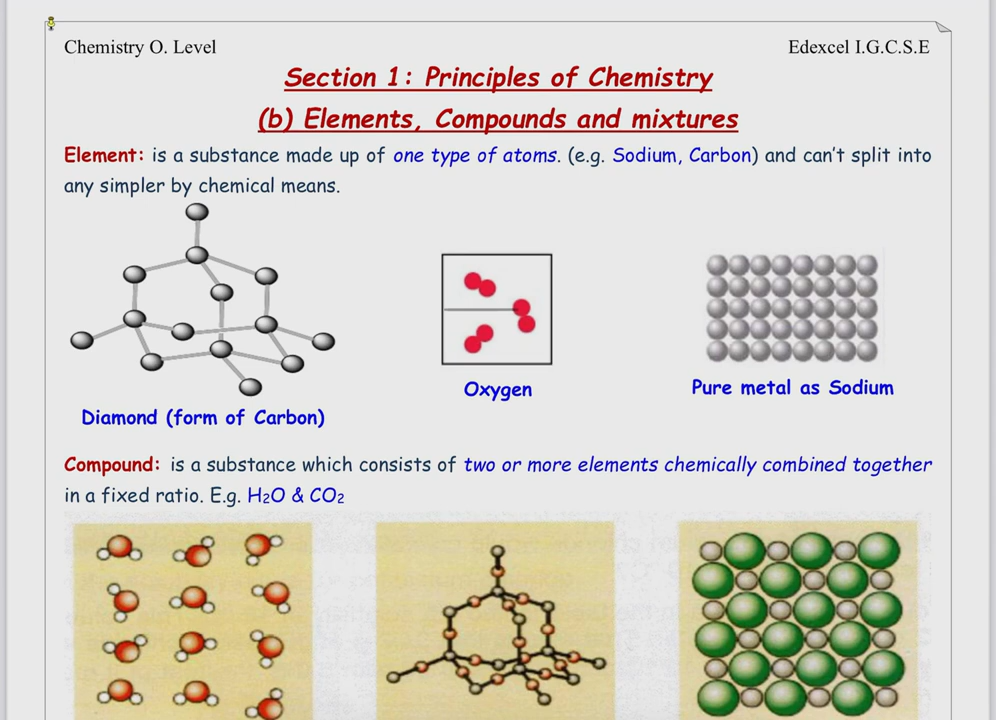 Chemistry O. Level
Edexcel I.G.C.S.E
Section 1: Principles of Chemistry
(b) Elements, Compounds and mixtures
Element: is a substance made up of one type of atoms. (e.g. Sodium, Carbon) and can't split into
any simpler by chemical means.
Oxygen
Pure metal as Sodium
Diamond (form of Carbon)
Compound: is a substance which consists of two or more elements chemically combined together
in a fixed ratio. E.g. H2O & CO2